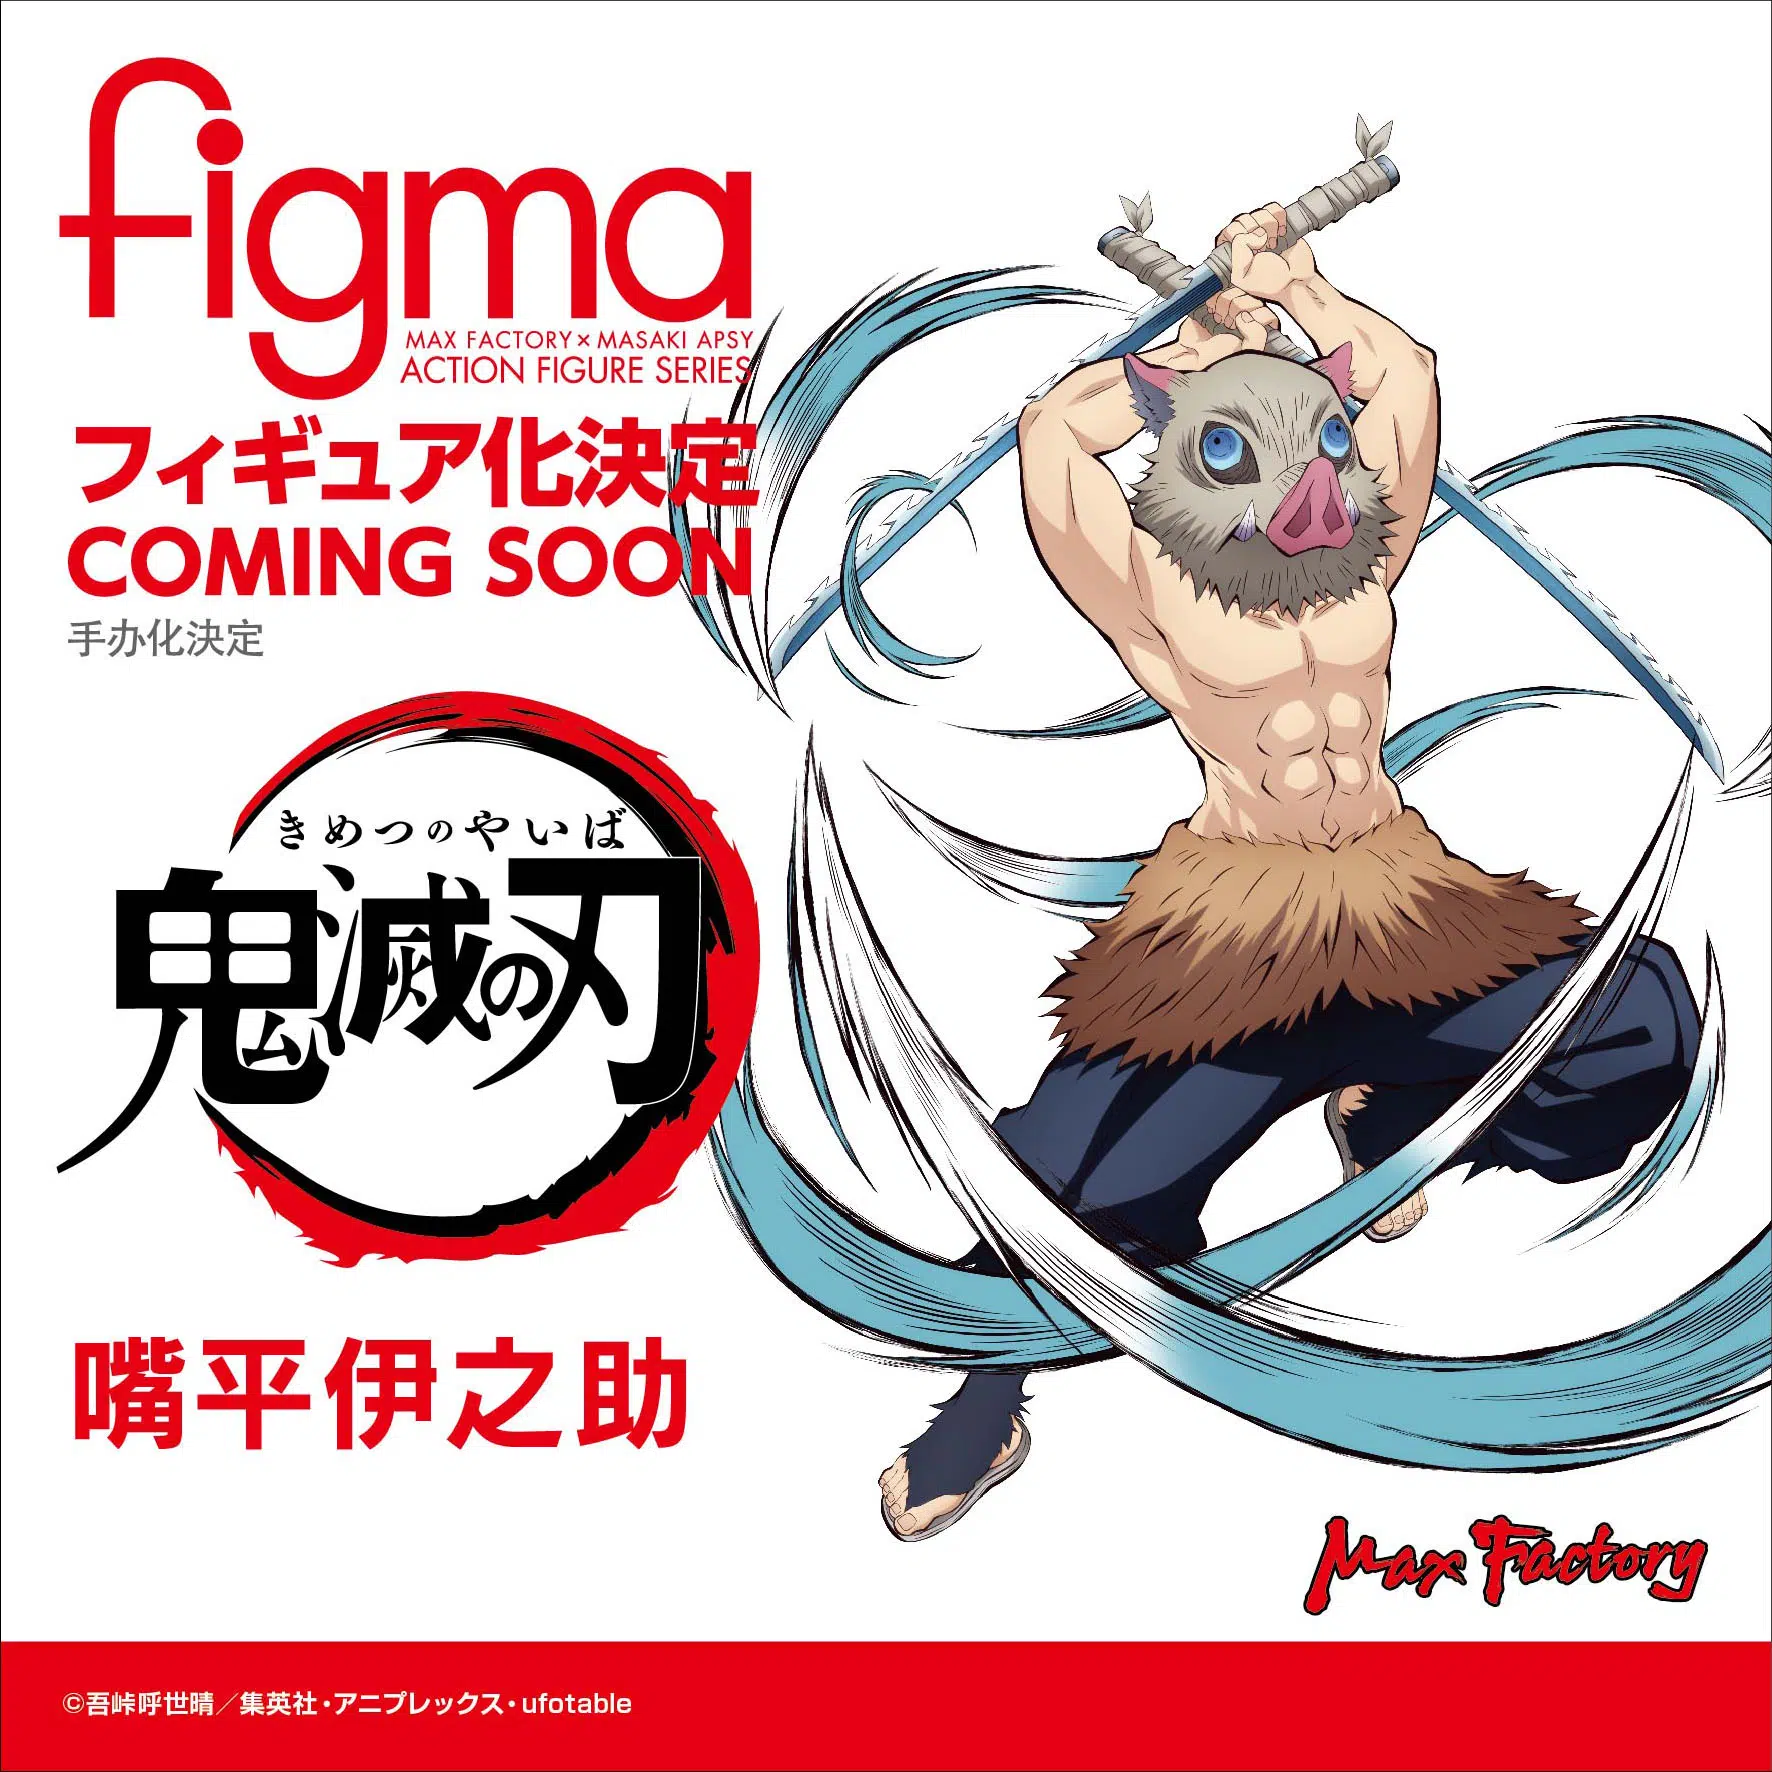 figma
MAX FACTORY×MASAKI APSY
ACTION FIGURE SERIES
フィギュア化決定
COMING SOON
手办化決定
きめつのやいば
鬼滅の刃
嘴平伊之助
Max Factory
©吾峠呼世晴／集英社・アニプレックス・ufotable